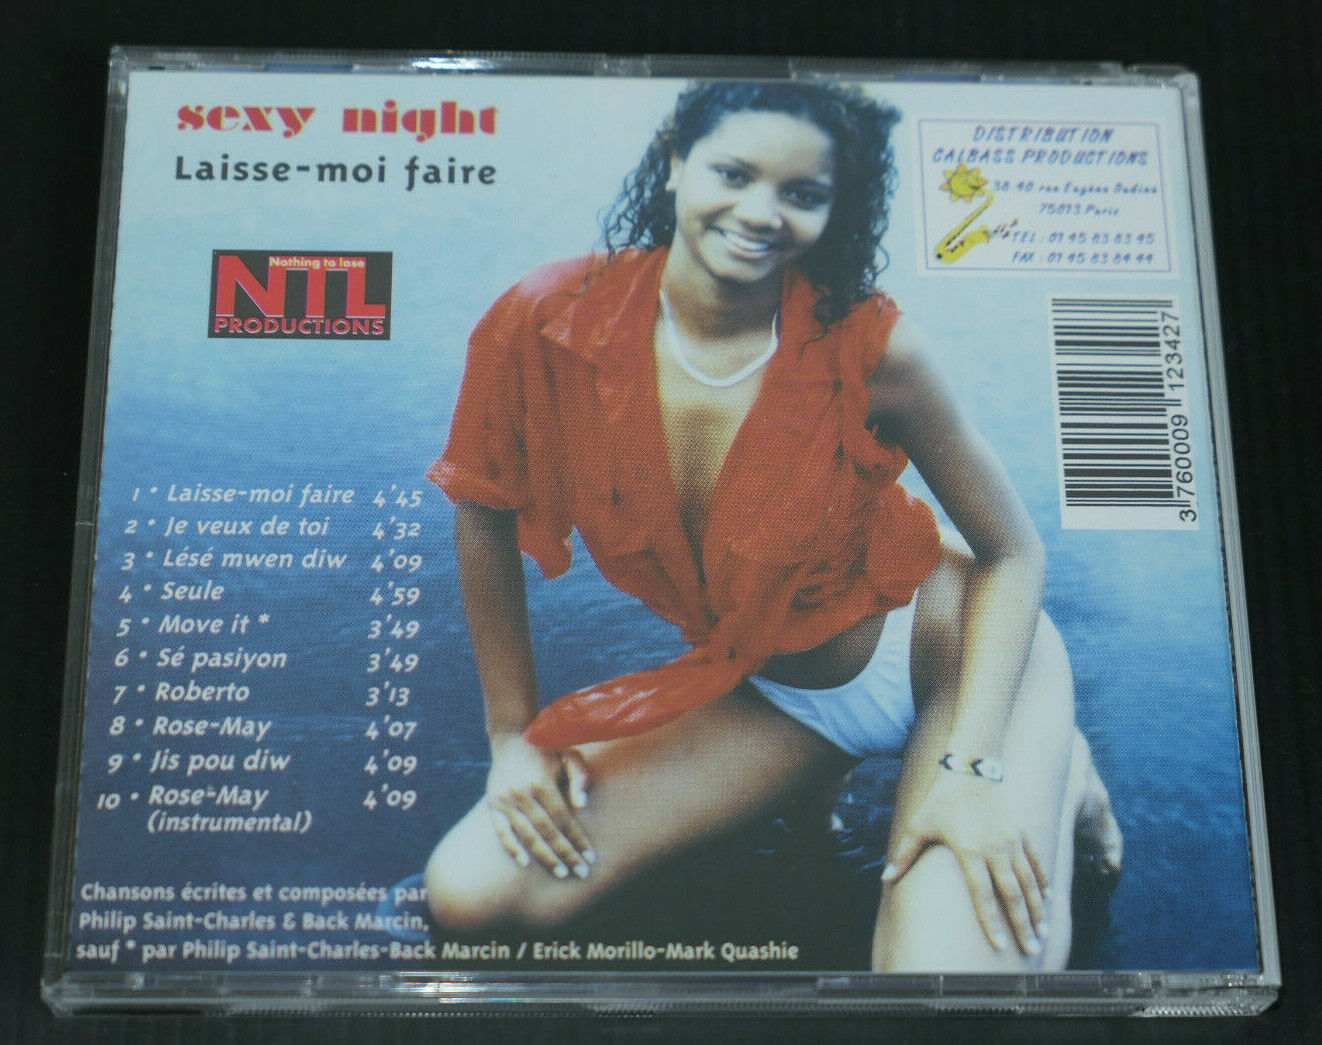 sexy night
Laisse-moi faire
Nothing to lose
NTL
PRODUCTIONS
DISTRIBUTION
CALBASS PRODUCTIONS
38-40 rue Eugène Oudiné
75013 Paris
TEL : 01 45 83 83 45
FAX : 01 45 83 84 44
3 760009 123427
1 • Laisse-moi faire 4'45
2 • Je veux de toi 4'32
3 • Lésé mwen diw 4'09
4 • Seule 4'59
5 • Move it * 3'49
6 • Sé pasiyon 3'49
7 • Roberto 3'13
8 • Rose-May 4'07
9 • Jis pou diw 4'09
10 • Rose-May 4'09
(instrumental)
Chansons écrites et composées par
Philip Saint-Charles & Back Marcin,
sauf * par Philip Saint-Charles-Back Marcin / Erick Morillo-Mark Quashie